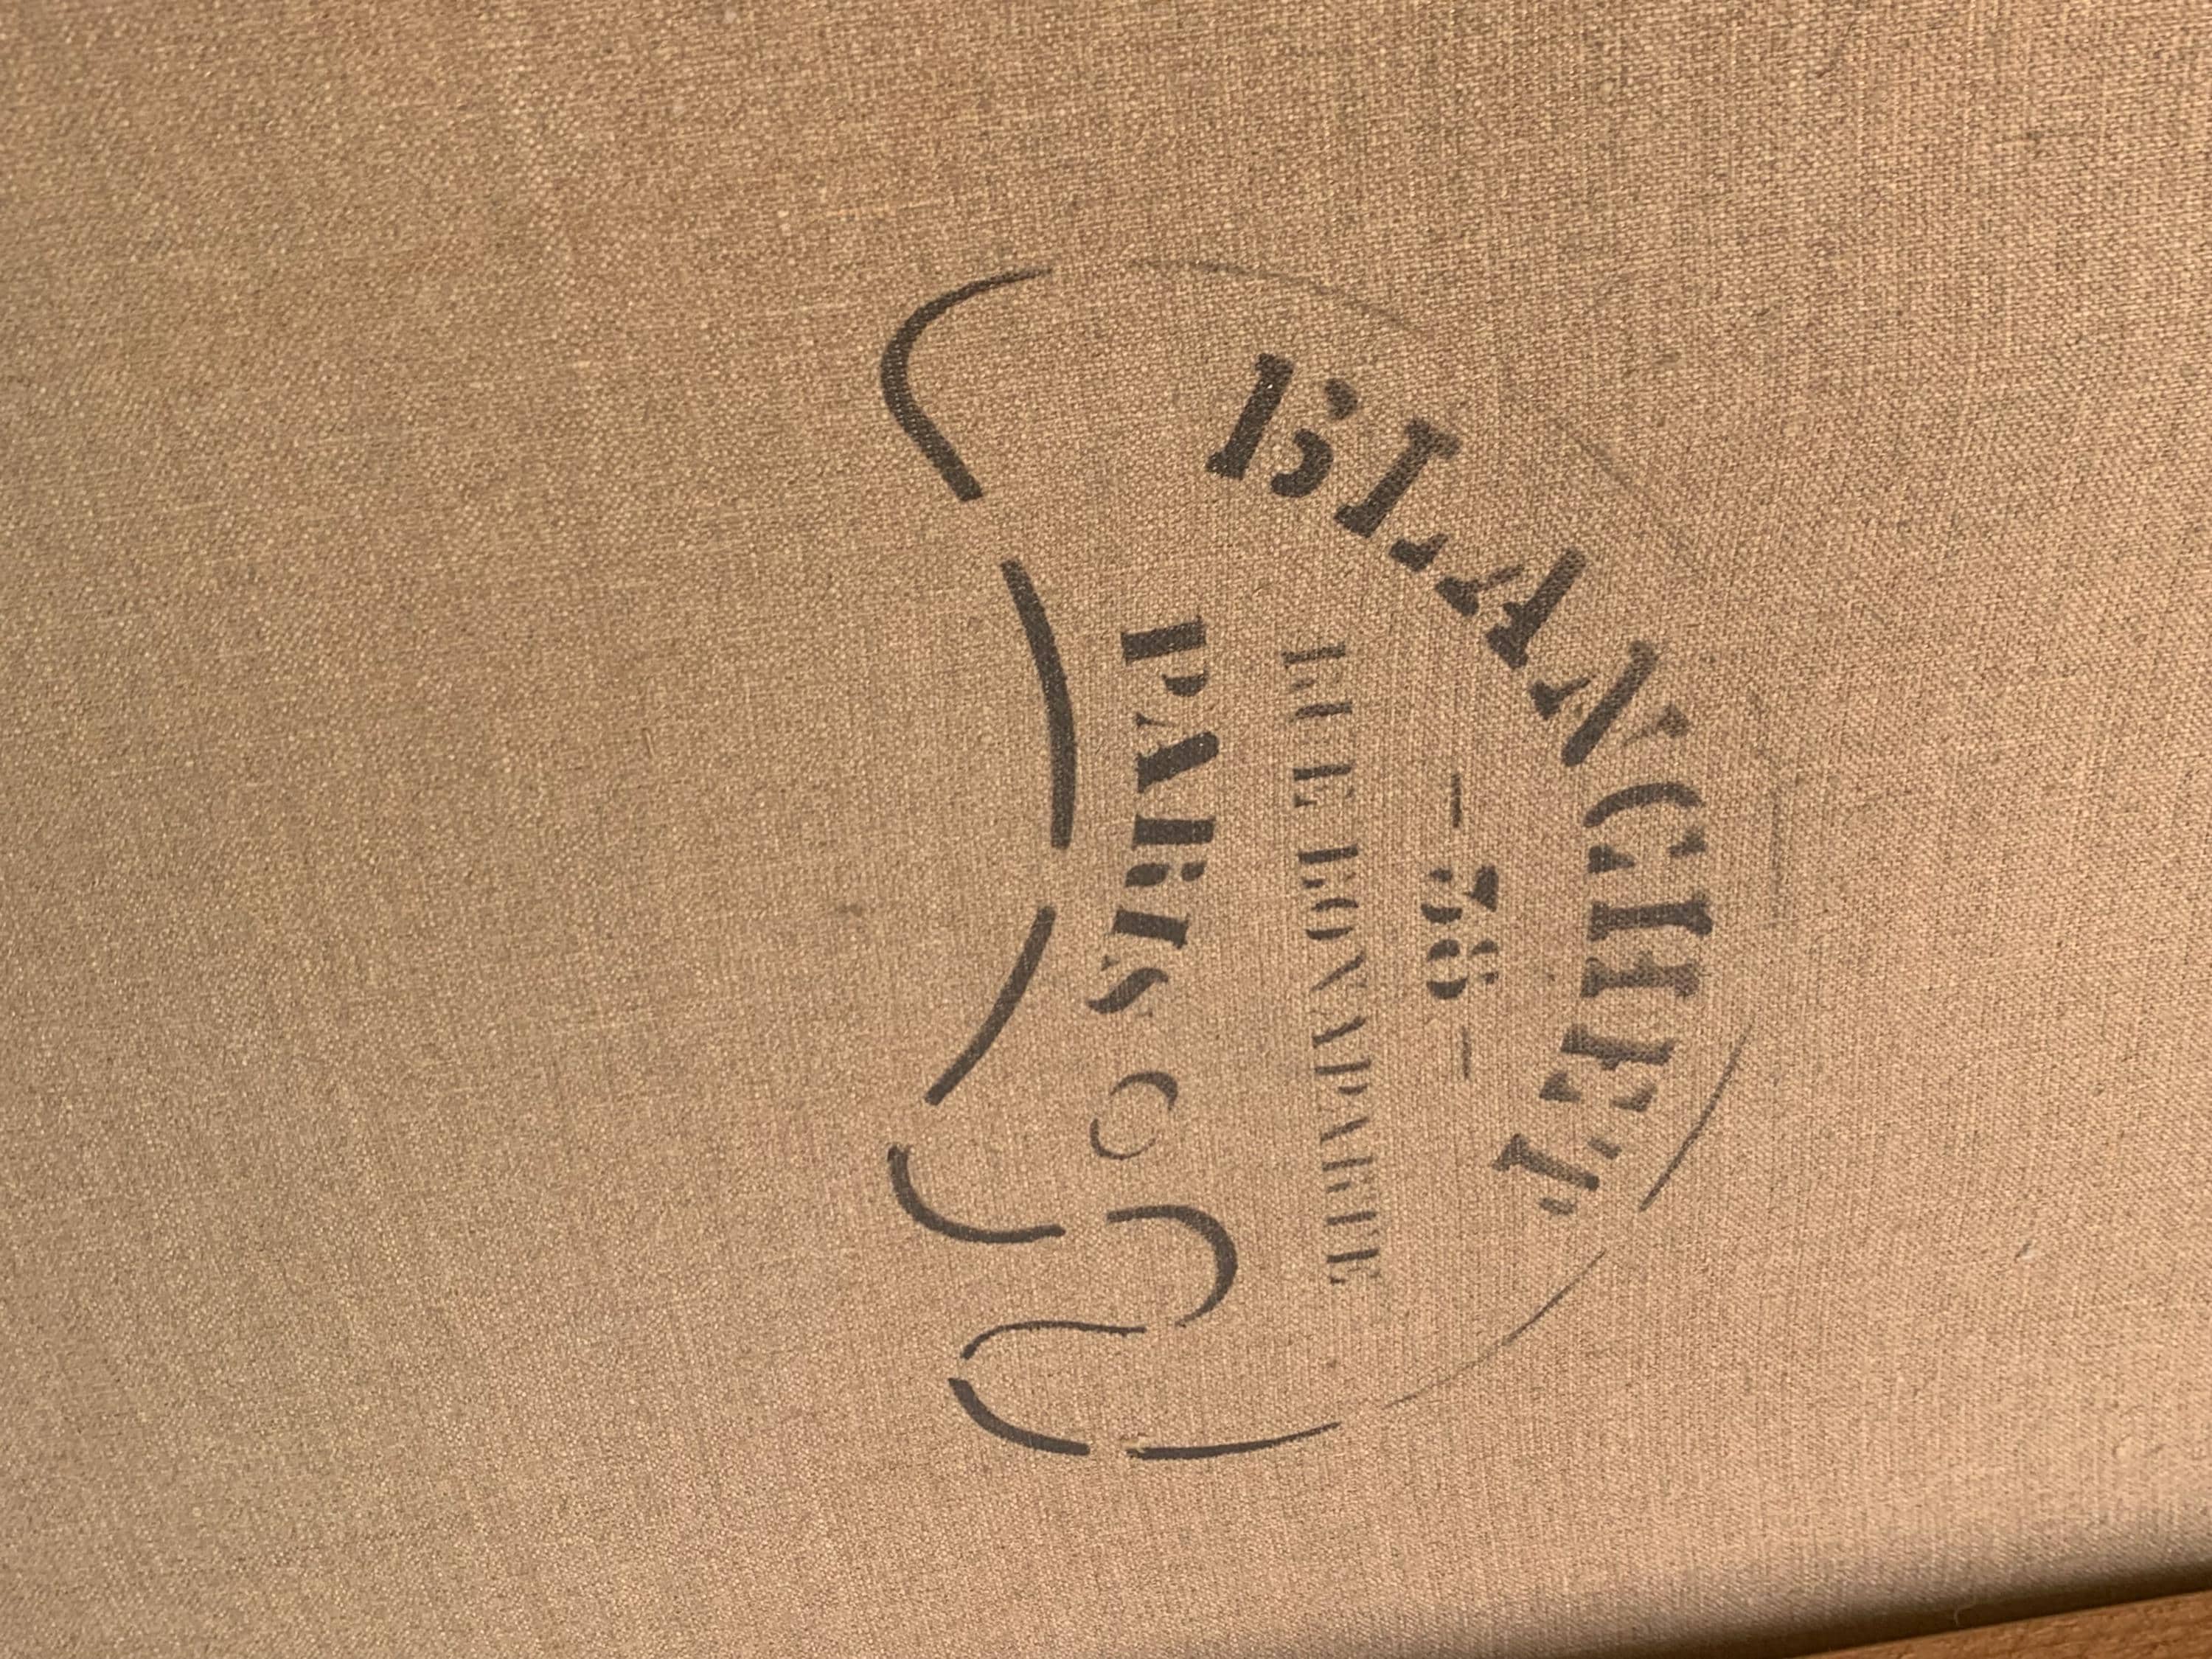 BLANCHET
- 38 -
RUE BONAPARTE
PARIS